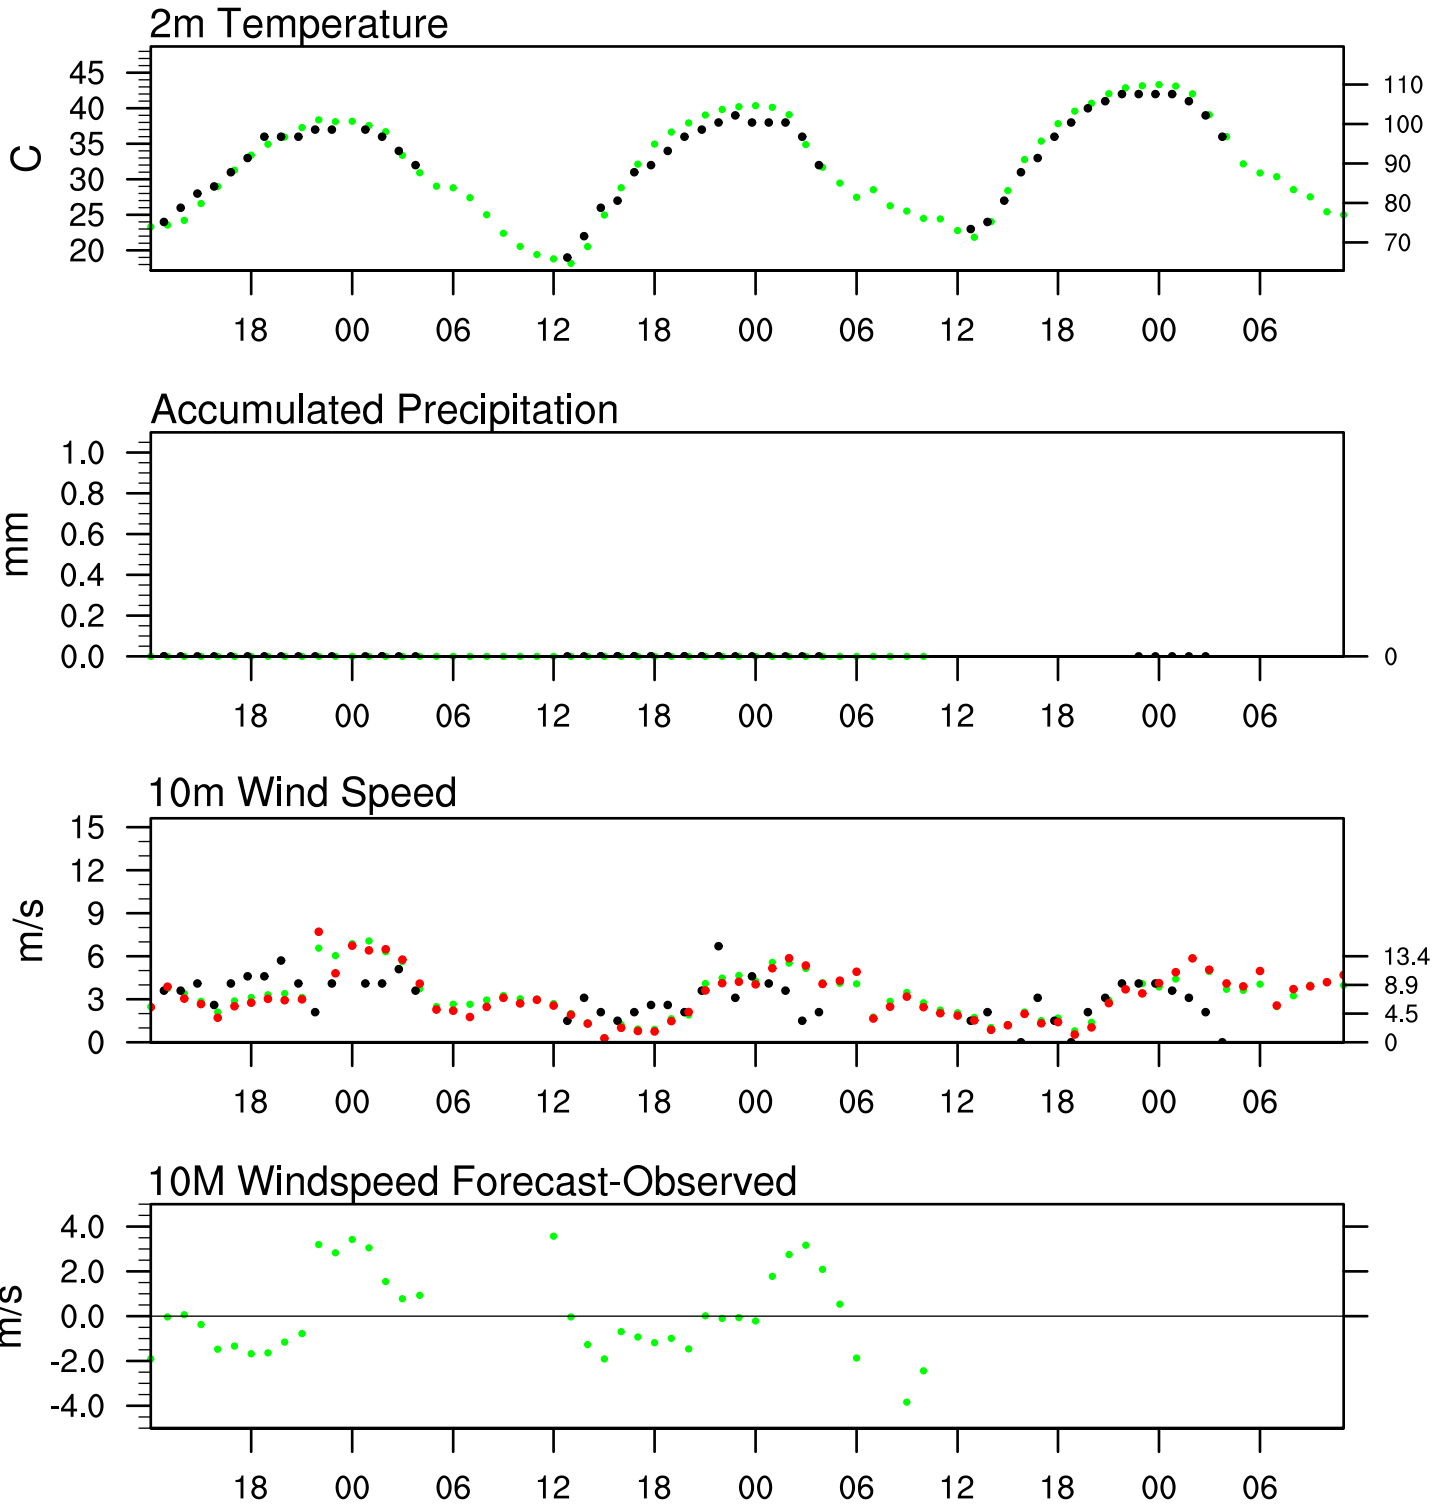 2m Temperature
45
40
35
30
25
20
C
110
100
90
80
70
18 00 06 12 18 00 06 12 18 00 06
Accumulated Precipitation
1.0
0.8
0.6
0.4
0.2
0.0
mm
0
18 00 06 12 18 00 06 12 18 00 06
10m Wind Speed
15
12
9
6
3
0
m/s
13.4
8.9
4.5
0
18 00 06 12 18 00 06 12 18 00 06
10M Windspeed Forecast-Observed
4.0
2.0
0.0
-2.0
-4.0
m/s
18 00 06 12 18 00 06 12 18 00 06